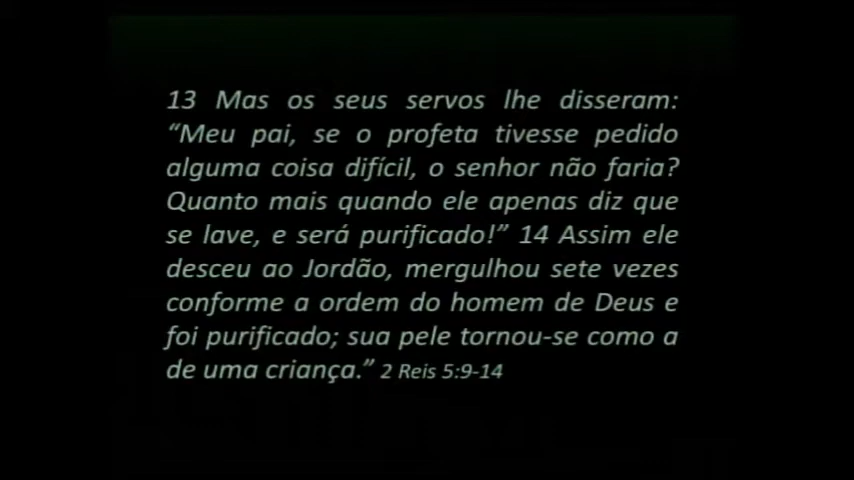 13 Mas os seus servos lhe disseram:
“Meu pai, se o profeta tivesse pedido
alguma coisa difícil, o senhor não faria?
Quanto mais quando ele apenas diz que
se lave, e será purificado!” 14 Assim ele
desceu ao Jordão, mergulhou sete vezes
conforme a ordem do homem de Deus e
foi purificado; sua pele tornou-se como a
de uma criança.” 2 Reis 5:9-14